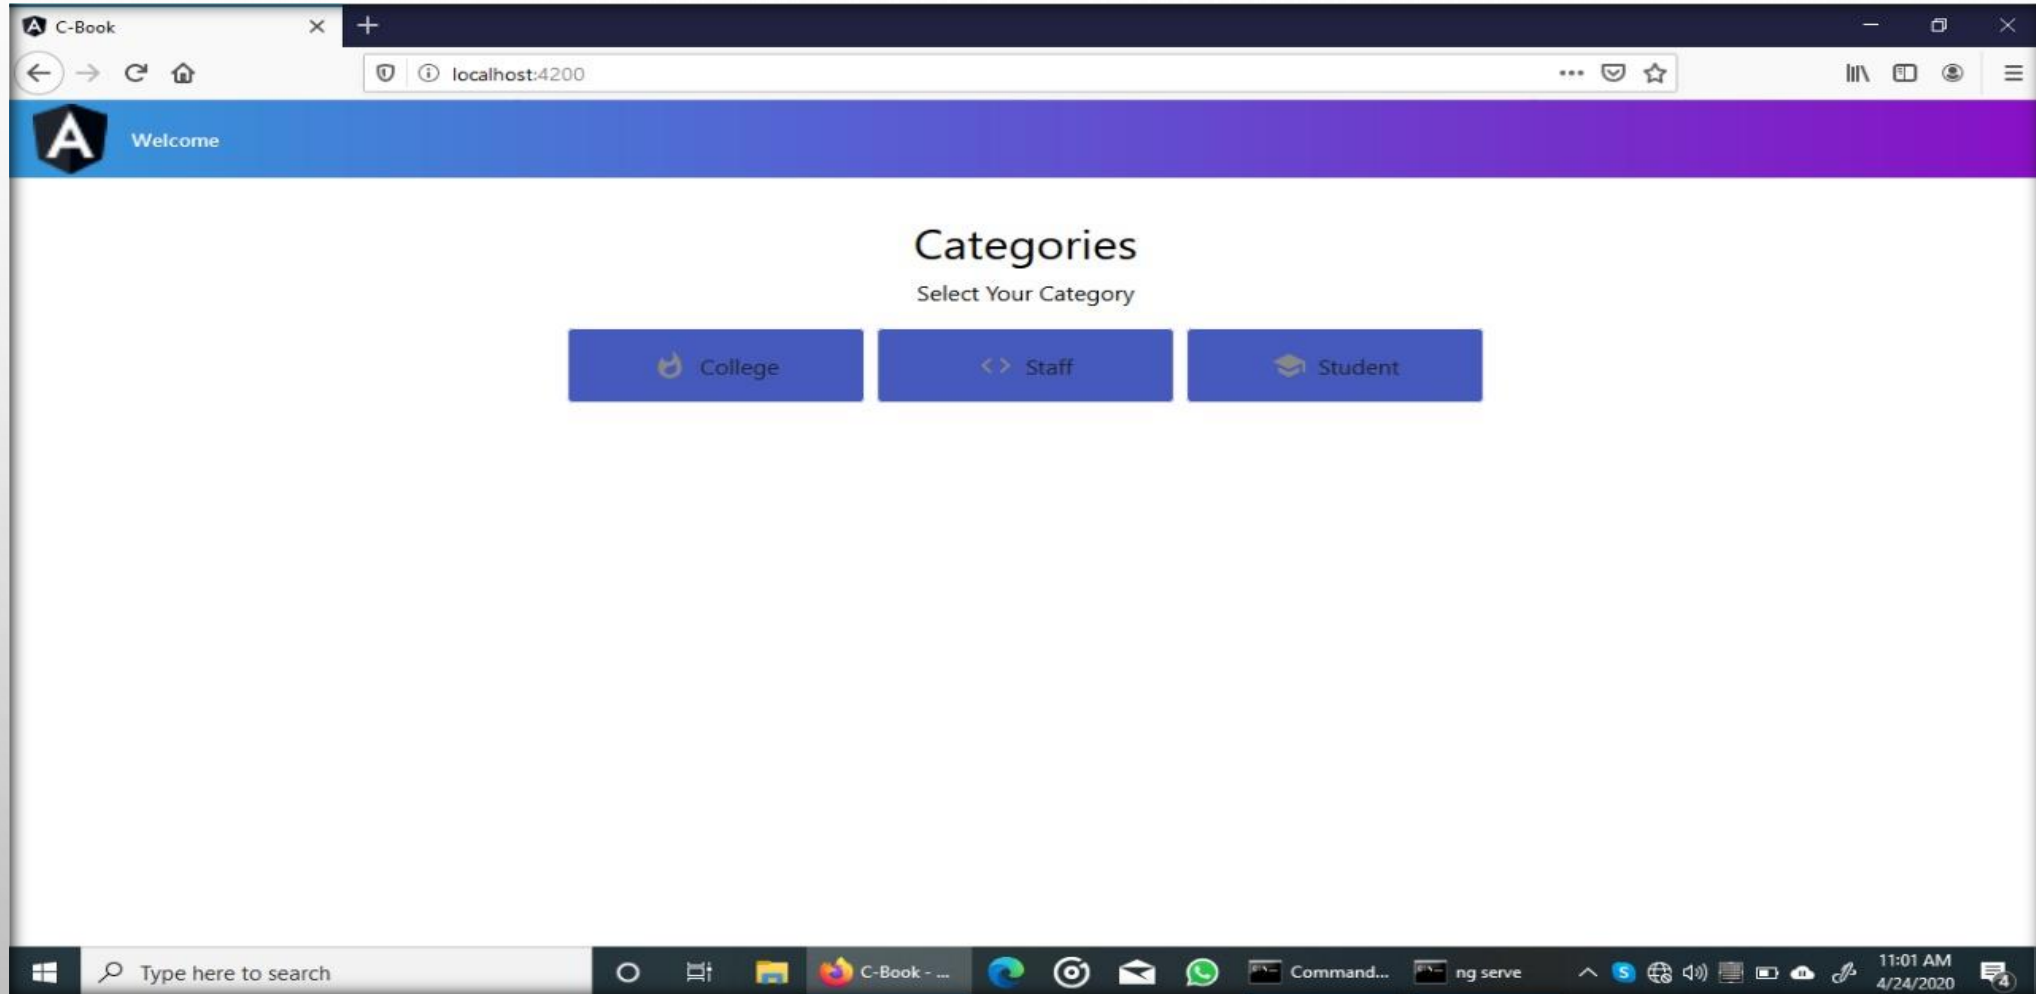 C-Book
localhost:4200
Welcome
Categories
Select Your Category
College
Staff
Student
Type here to search
C-Book - ...
Command...
ng serve
11:01 AM
4/24/2020
4